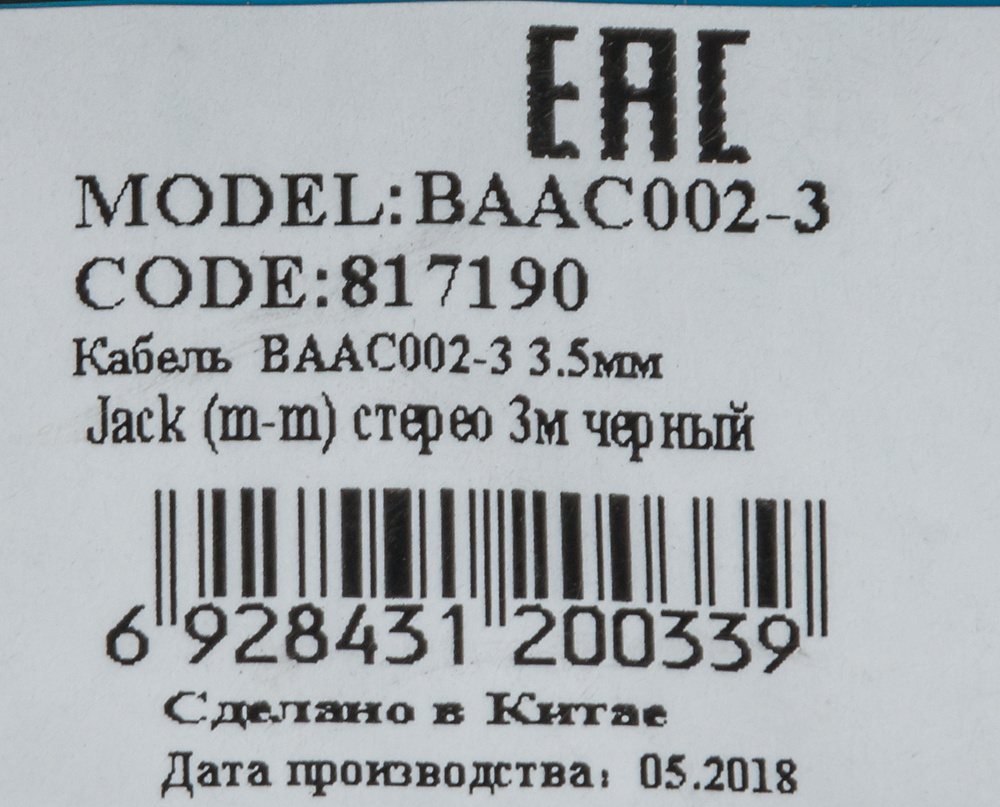 EAC
MODEL:BAAC002-3
CODE:817190
Кабель BAAC002-3 3.5мм
Jack (m-m) стерео 3м черный
6 928431 200339
Сделано в Китае
Дата производства: 05.2018